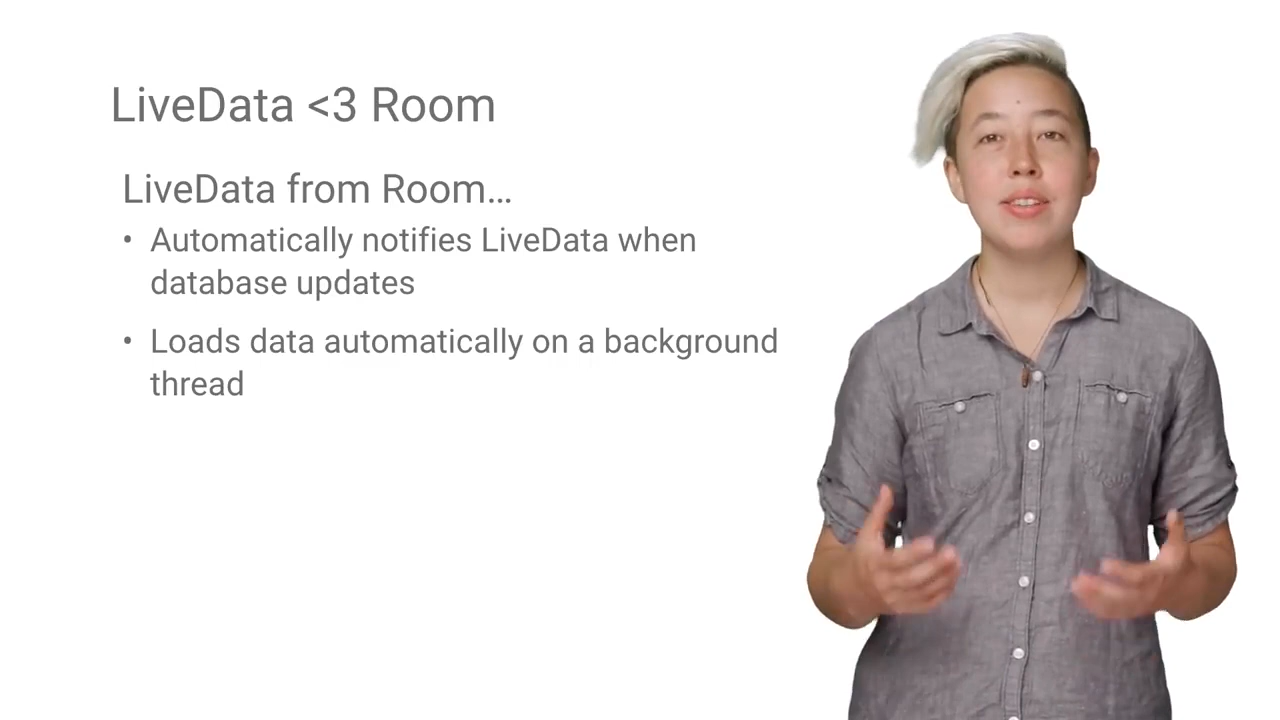 LiveData <3 Room
LiveData from Room…
• Automatically notifies LiveData when
database updates
• Loads data automatically on a background
thread